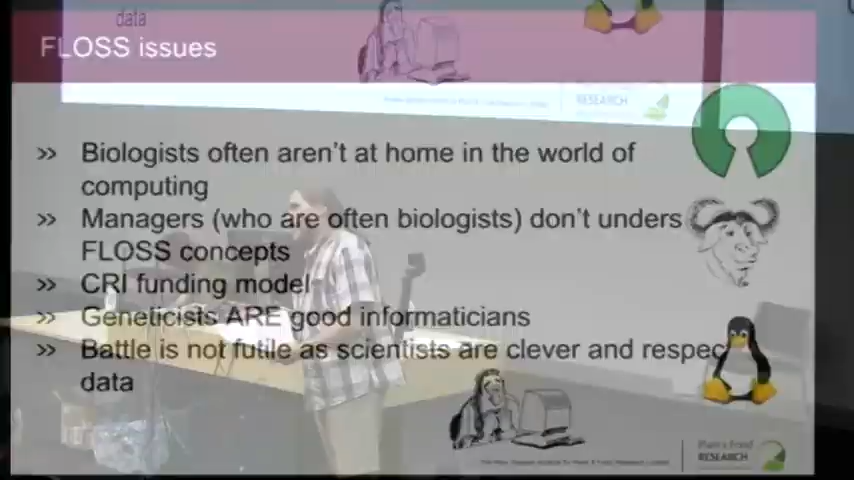 data
FLOSS issues
RESEARCH
» Biologists often aren't at home in the world of
computing
» Managers (who are often biologists) don't unders
FLOSS concepts
» CRI funding model
» Geneticists ARE good informaticians
» Battle is not futile as scientists are clever and respec
data
Plant & Food
RESEARCH